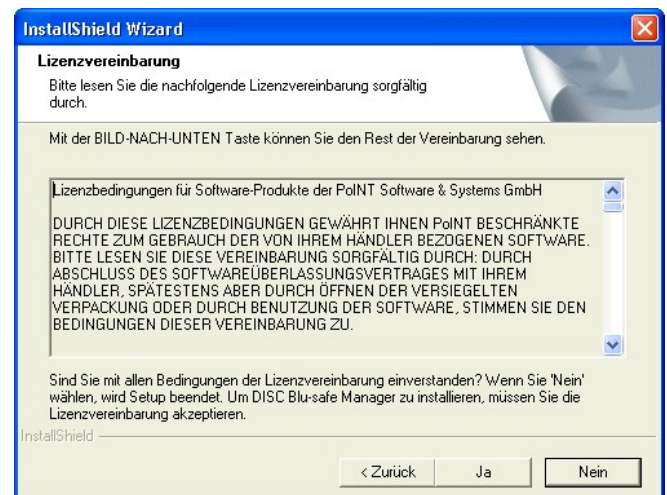 InstallShield Wizard
Lizenzvereinbarung
Bitte lesen Sie die nachfolgende Lizenzvereinbarung sorgfältig
durch.
Mit der BILD-NACH-UNTEN Taste können Sie den Rest der Vereinbarung sehen.
Lizenzbedingungen für Software-Produkte der PoINT Software & Systems GmbH
DURCH DIESE LIZENZBEDINGUNGEN GEWÄHRT IHNEN PoINT BESCHRÄNKTE
RECHTE ZUM GEBRAUCH DER VON IHREM HÄNDLER BEZOGENEN SOFTWARE.
BITTE LESEN SIE DIESE VEREINBARUNG SORGFÄLTIG DURCH: DURCH
ABSCHLUSS DES SOFTWAREÜBERLASSUNGSVERTRAGES MIT IHREM
HÄNDLER, SPÄTESTENS ABER DURCH ÖFFNEN DER VERSIEGELTEN
VERPACKUNG ODER DURCH BENUTZUNG DER SOFTWARE, STIMMEN SIE DEN
BEDINGUNGEN DIESER VEREINBARUNG ZU.
Sind Sie mit allen Bedingungen der Lizenzvereinbarung einverstanden? Wenn Sie 'Nein'
wählen, wird Setup beendet. Um DISC Blu-safe Manager zu installieren, müssen Sie die
Lizenzvereinbarung akzeptieren.
InstallShield
< Zurück
Ja
Nein